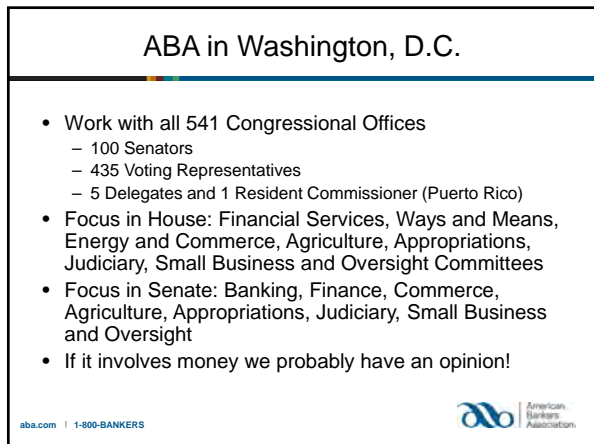 ABA in Washington, D.C.
• Work with all 541 Congressional Offices
– 100 Senators
– 435 Voting Representatives
– 5 Delegates and 1 Resident Commissioner (Puerto Rico)
• Focus in House: Financial Services, Ways and Means,
Energy and Commerce, Agriculture, Appropriations,
Judiciary, Small Business and Oversight Committees
• Focus in Senate: Banking, Finance, Commerce,
Agriculture, Appropriations, Judiciary, Small Business
and Oversight
• If it involves money we probably have an opinion!
aba.com | 1-800-BANKERS
American
Bankers
Association